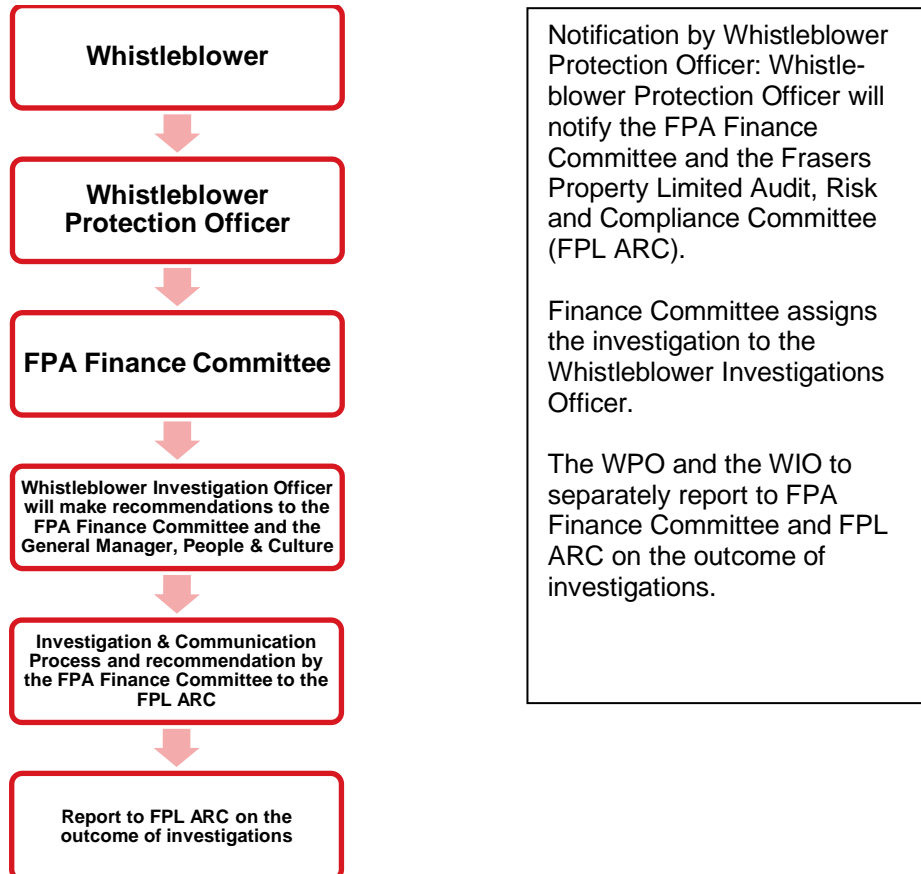 Whistleblower
Whistleblower
Protection Officer
FPA Finance Committee
Whistleblower Investigation Officer
will make recommendations to the
FPA Finance Committee and the
General Manager, People & Culture
Investigation & Communication
Process and recommendation by
the FPA Finance Committee to the
FPL ARC
Report to FPL ARC on the
outcome of investigations
Notification by Whistleblower
Protection Officer: Whistle-
blower Protection Officer will
notify the FPA Finance
Committee and the Frasers
Property Limited Audit, Risk
and Compliance Committee
(FPL ARC).
Finance Committee assigns
the investigation to the
Whistleblower Investigations
Officer.
The WPO and the WIO to
separately report to FPA
Finance Committee and FPL
ARC on the outcome of
investigations.